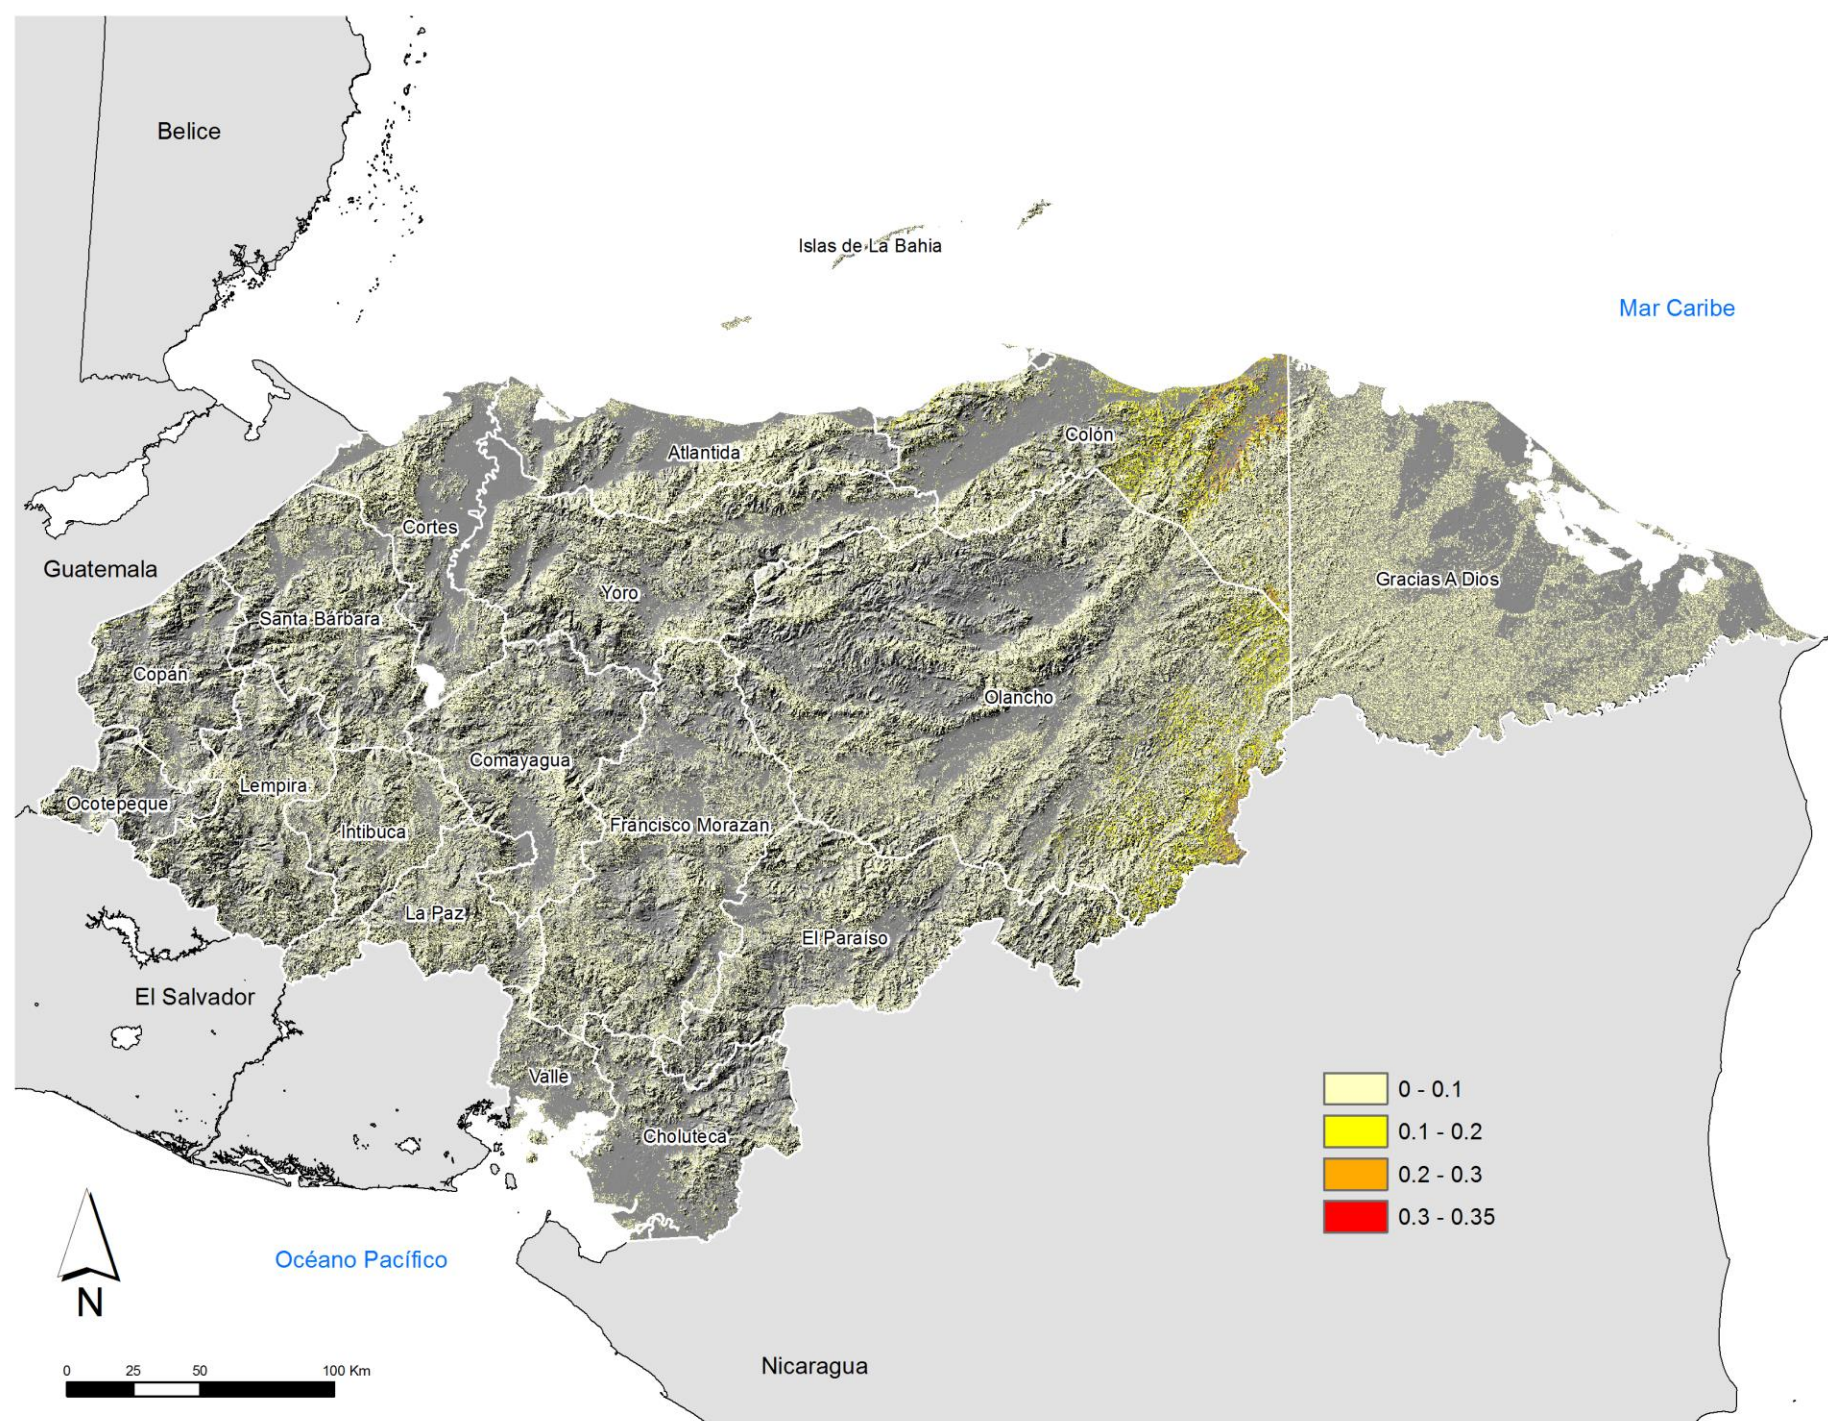 Belice
Islas de La Bahia
Mar Caribe
Colón
Atlantida
Cortes
Guatemala
Gracias A Dios
Yoro
Santa Bárbara
Copán
Olancho
Comayagua
Lempira
Ocotepeque
Francisco Morazan
Intibuca
La Paz
El Paraíso
El Salvador
Valle
0 - 0.1
0.1 - 0.2
Choluteca
0.2 - 0.3
0.3 - 0.35
Océano Pacífico
N
Nicaragua
0 25 50 100 Km